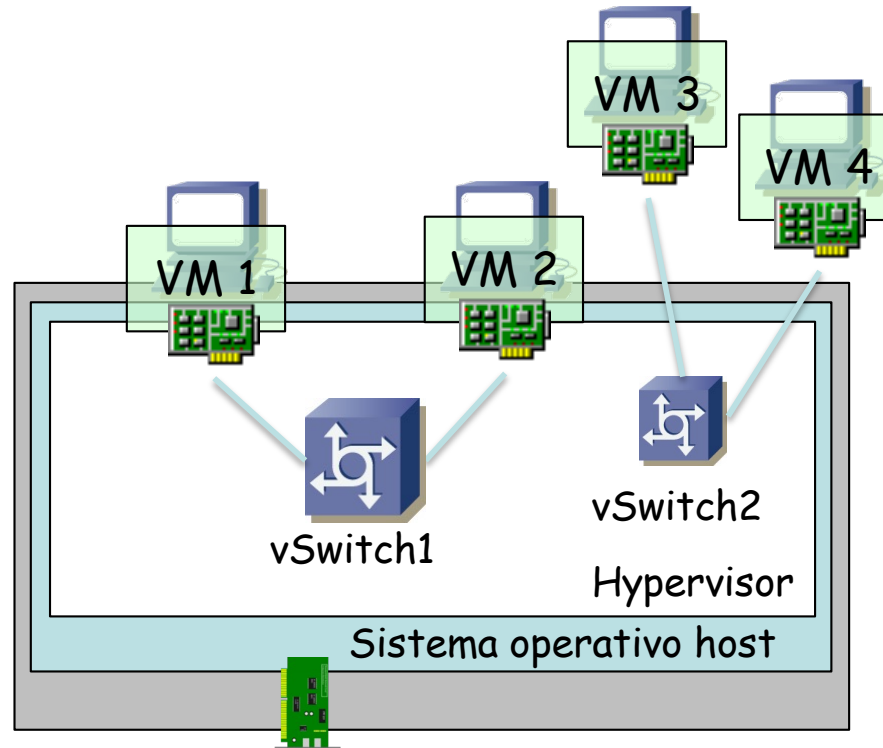 VM 3
VM 4
VM 1
VM 2
vSwitch1
vSwitch2
Hypervisor
Sistema operativo host